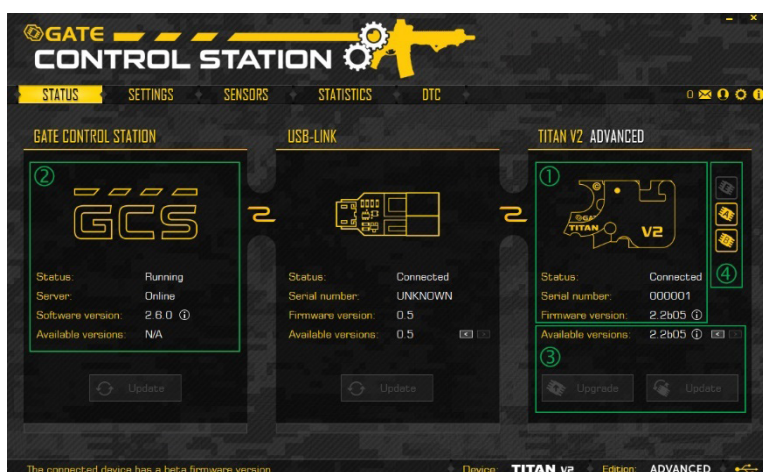 GATE
CONTROL STATION
STATUS SETTINGS SENSORS STATISTICS DTC 0
GATE CONTROL STATION
USB-LINK
TITAN V2 ADVANCED
② 
GCS
① 
GATE
TITAN
V2
④
Status: Running
Server: Online
Software version: 2.6.0
Available versions: N/A
Update
Status: Connected
Serial number: UNKNOWN
Firmware version: 0.5
Available versions: 0.5
Update
Status: Connected
Serial number: 000001
Firmware version: 2.2b05
Available versions: 2.2b05
③
Upgrade Update
The connected device has a beta firmware version
Device: TITAN V2 Edition: ADVANCED